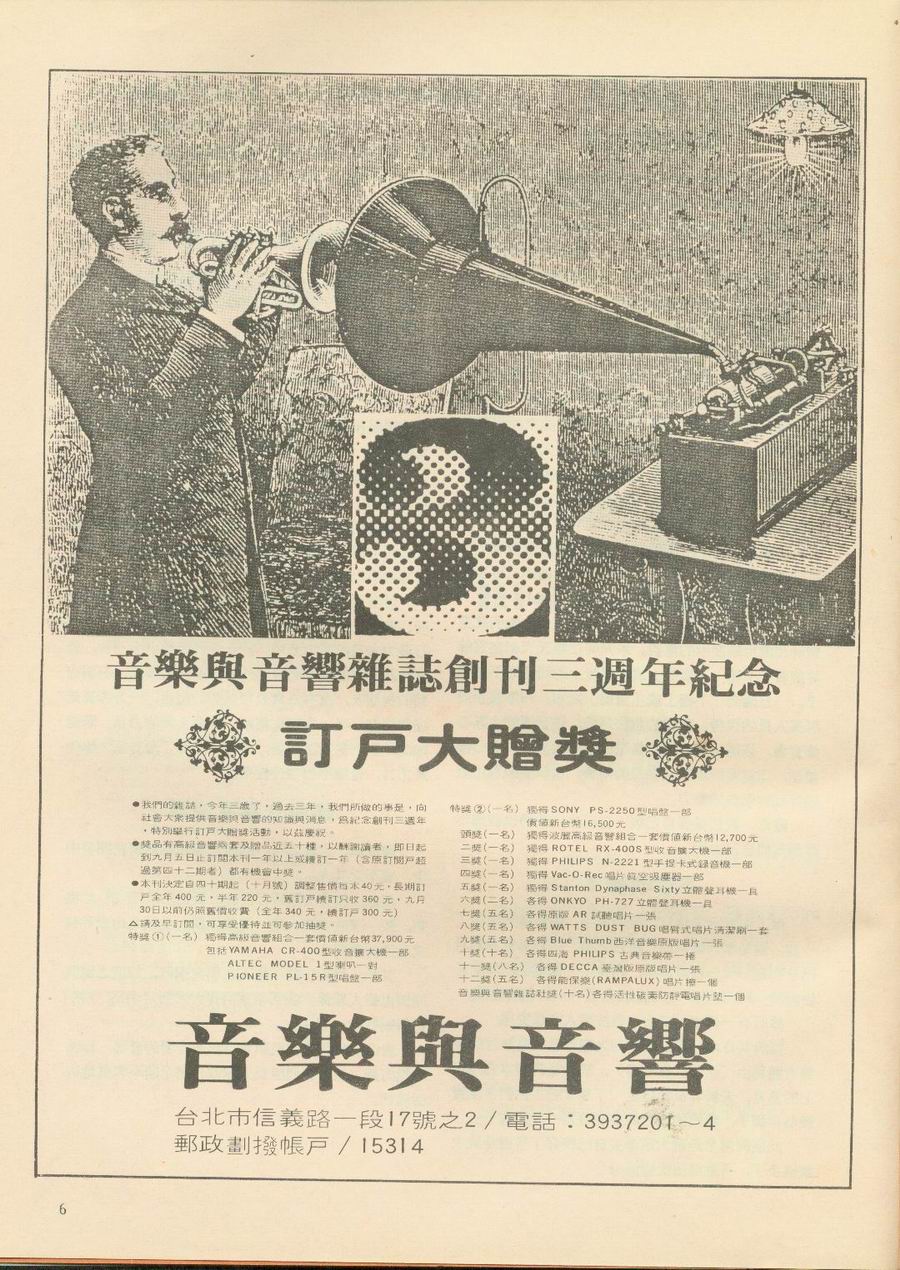 音樂與音響雜誌創刊三週年紀念
訂戶大贈獎
●我們的雜誌，今年三歲了，過去三年，我們所做的事是，向
社會大眾提供音樂與音響的知識與消息，為紀念創刊三週年
，特別舉行訂戶大贈獎活動，以茲慶祝。
●獎品有高級音響兩套及贈品近五十種，以酬謝讀者，即日起
到九月五日止訂閱本刊一年以上或續訂一年（含原訂閱戶超
過第四十二期者）都有機會中獎。
●本刊決定自四十期起（十月號）調整售價每本40元，長期訂
戶全年400元，半年220元，舊訂戶續訂只收360元，九月
30日以前仍照舊價收費（全年340元，續訂戶300元）
△請及早訂閱，可享受優待並可參加抽獎。
特獎①(一名) 獨得高級音響組合一套價值新台幣37,900元
包括YAMAHA CR-400型收音擴大機一部
ALTEC MODEL 1型喇叭一對
PIONEER PL-15R型唱盤一部
特獎②(一名) 獨得SONY PS-2250型唱盤一部
價值新台幣16,500元
頭獎(一名) 獨得波麗高級音響組合一套價值新台幣12,700元
二獎(一名) 獨得ROTEL RX-400S型收音擴大機一部
三獎(一名) 獨得PHILIPS N-2221型手提卡式錄音機一部
四獎(一名) 獨得Vac-O-Rec唱片真空吸塵器一部
五獎(一名) 獨得Stanton Dynaphase Sixty立體聲耳機一具
六獎(二名) 各得ONKYO PH-727立體聲耳機一具
七獎(五名) 各得原版AR試聽唱片一張
八獎(五名) 各得WATTS DUST BUG唱臂式唱片清潔刷一套
九獎(五名) 各得Blue Thumb西洋音樂原版唱片一張
十獎(十名) 各得四海PHILIPS古典音樂帶一捲
十一獎(八名) 各得DECCA臺灣版原版唱片一張
十二獎(五名) 各得能保樂(RAMPALUX)唱片擦一個
音樂與音響雜誌社獎(十名)各得活性碳素防靜電唱片墊一個
音樂與音響
台北市信義路一段17號之2/電話：3937201～4
郵政劃撥帳戶/15314
6